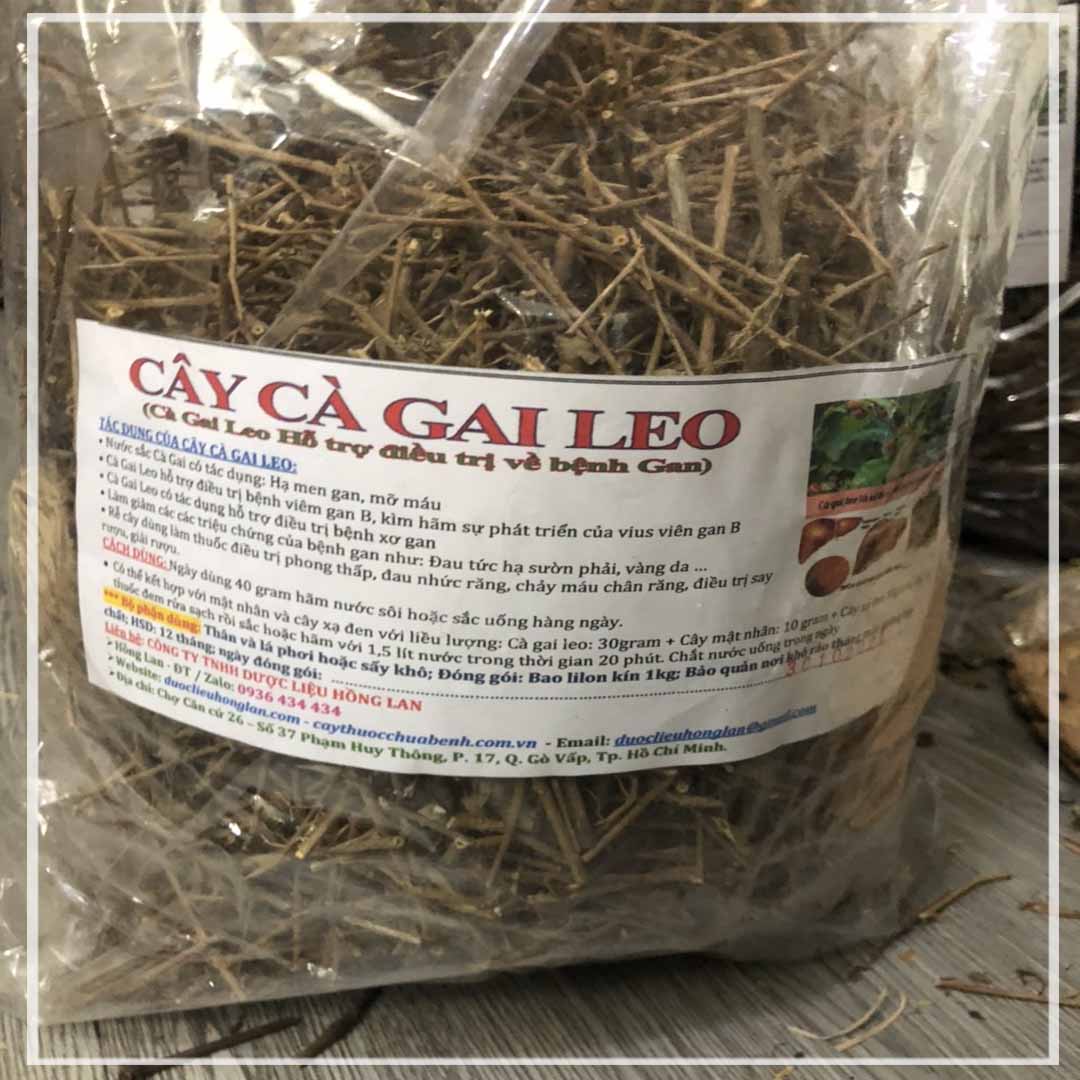 CÂY CÀ GAI LEO
(Cà Gai Leo Hỗ trợ điều trị về bệnh Gan)
TÁC DỤNG CỦA CÂY CÀ GAI LEO:
• Nước sắc Cà Gai có tác dụng: Hạ men gan, mỡ máu
• Cà Gai Leo hỗ trợ điều trị bệnh viêm gan B, kìm hãm sự phát triển của vius viên gan B
• Cà Gai Leo có tác dụng hỗ trợ điều trị bệnh xơ gan
• Làm giảm các các triệu chứng của bệnh gan như: Đau tức hạ sườn phải, vàng da ...
• Rễ cây dùng làm thuốc điều trị phong thấp, đau nhức răng, chảy máu chân răng, điều trị say
rượu, giải rượu.
CÁCH DÙNG: Ngày dùng 40 gram hãm nước sôi hoặc sắc uống hàng ngày.
• Có thể kết hợp với mật nhân và cây xạ đen với liều lượng: Cà gai leo: 30gram + Cây mật nhân: 10 gram + Cây xạ đen
thuốc đem rửa sạch rồi sắc hoặc hãm với 1,5 lít nước trong thời gian 20 phút. Chắt nước uống trong ngày
*** Bộ phận dùng: Thân và lá phơi hoặc sấy khô; Đóng gói: Bao lilon kín 1kg; Bảo quản nơi khô ráo
chất; HSD: 12 tháng; ngày đóng gói:
Liên hệ: CÔNG TY TNHH DƯỢC LIỆU HỒNG LAN
➢ Hồng Lan - ĐT / Zalo: 0936 434 434
➢ Website: duoclieuhonglan.com - caythuocchuabenh.com.vn - Email: duoclieuhonglan@gmail.com
➢ Địa chỉ: Chợ Căn cứ 26 - Số 37 Phạm Huy Thông, P. 17, Q. Gò Vấp, Tp. Hồ Chí Minh.